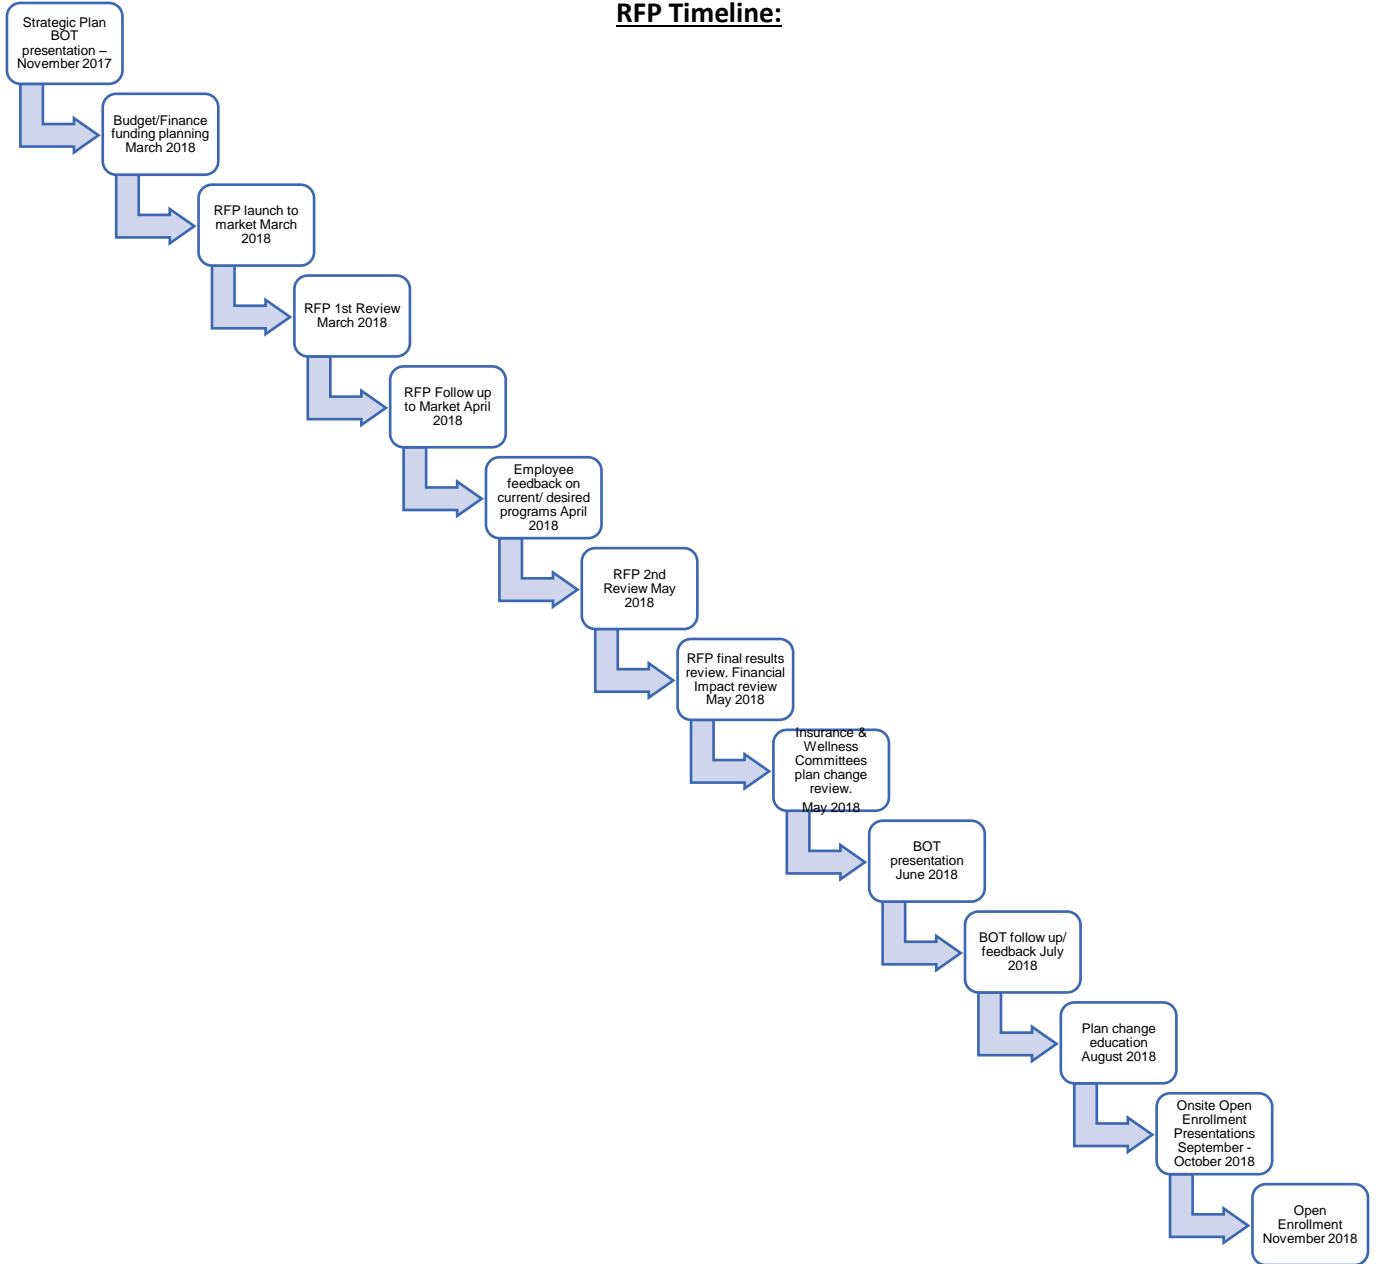 RFP Timeline:
Strategic Plan
BOT
presentation –
November 2017
Budget/Finance
funding planning
March 2018
RFP launch to
market March
2018
RFP 1st Review
March 2018
RFP Follow up
to Market April
2018
Employee
feedback on
current/ desired
programs April
2018
RFP 2nd
Review May
2018
RFP final results
review. Financial
Impact review
May 2018
Insurance &
Wellness
Committees
plan change
review.
May 2018
BOT
presentation
June 2018
BOT follow up/
feedback July
2018
Plan change
education
August 2018
Onsite Open
Enrollment
Presentations
September -
October 2018
Open
Enrollment
November 2018